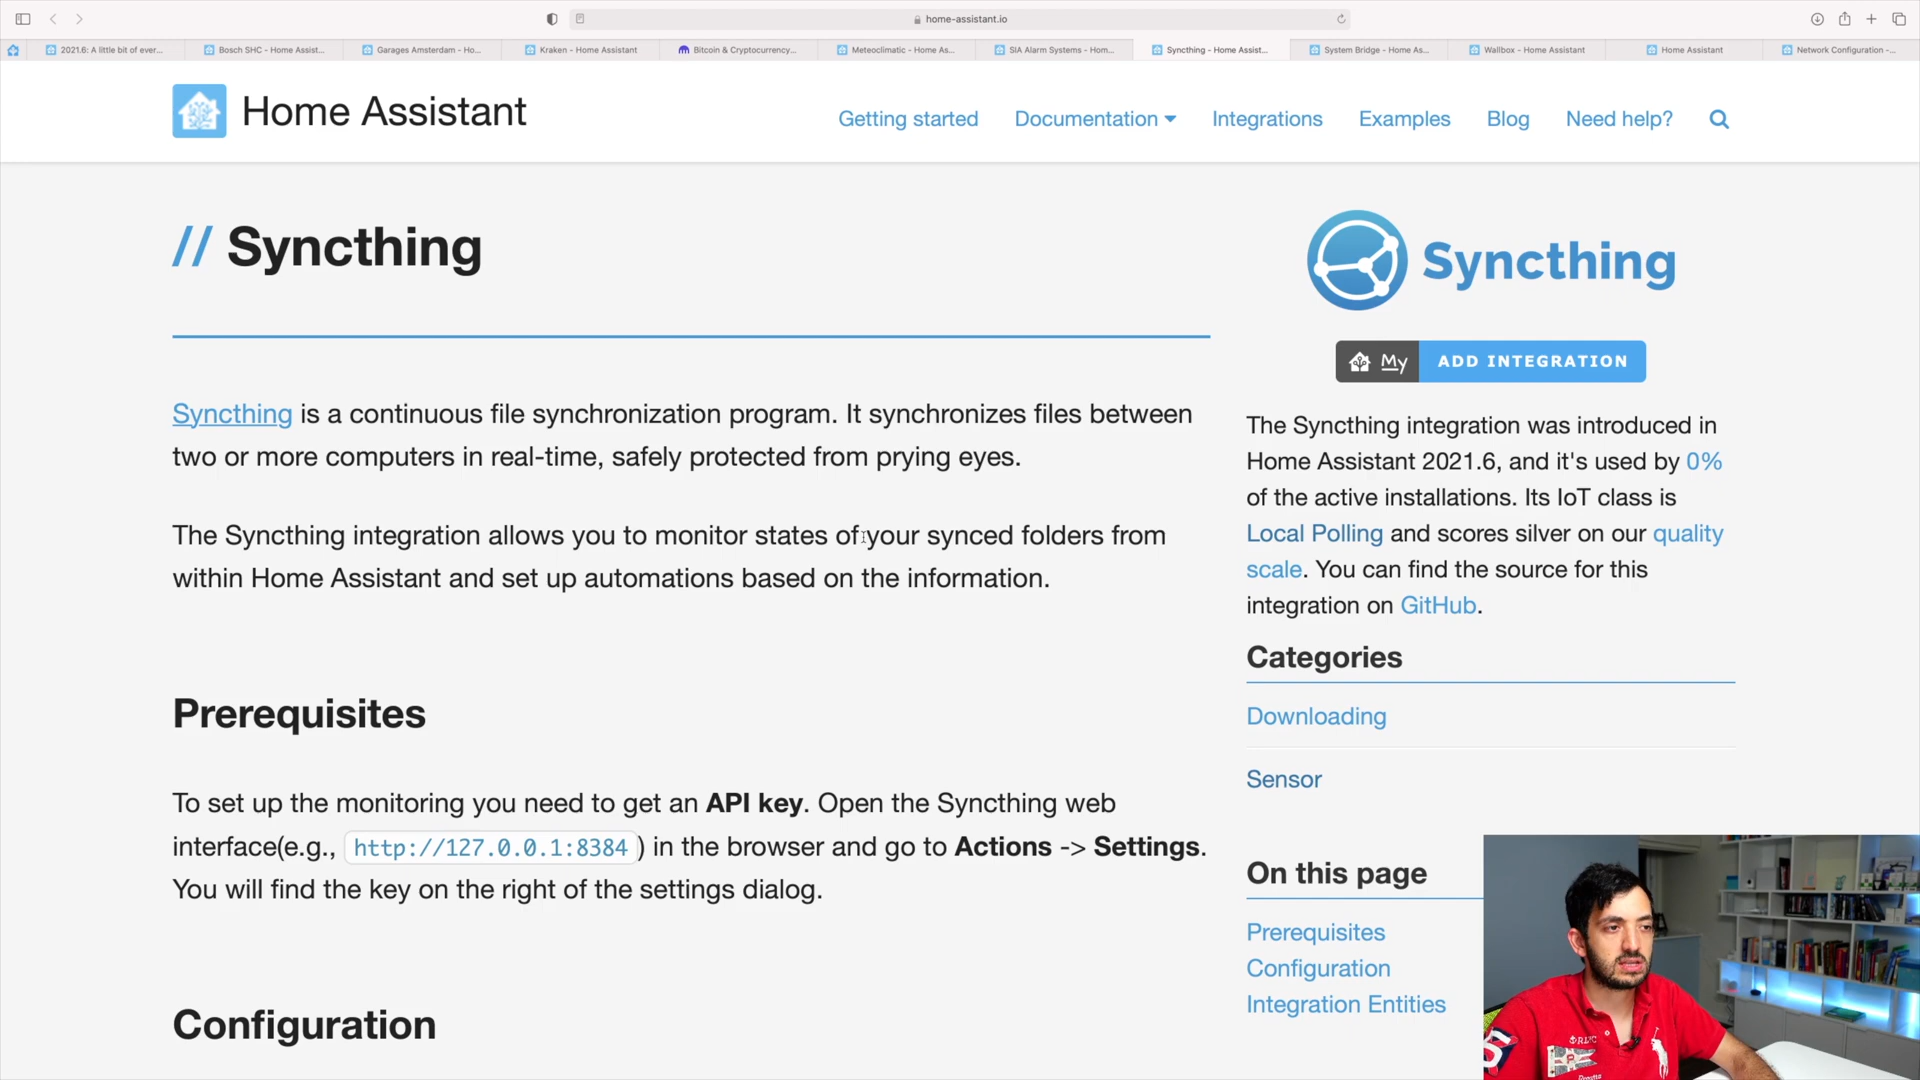 home-assistant.io
2021.6: A little bit of ever...
Bosch SHC - Home Assist...
Garages Amsterdam - Ho...
Kraken - Home Assistant
Bitcoin & Cryptocurrency...
Meteoclimatic - Home As...
SIA Alarm Systems - Hom...
Syncthing - Home Assist...
System Bridge - Home As...
Wallbox - Home Assistant
Home Assistant
Network Configuration -...
Home Assistant
Getting started
Documentation
Integrations
Examples
Blog
Need help?
// Syncthing
Syncthing is a continuous file synchronization program. It synchronizes files between
two or more computers in real-time, safely protected from prying eyes.
The Syncthing integration allows you to monitor states of your synced folders from
within Home Assistant and set up automations based on the information.
Prerequisites
To set up the monitoring you need to get an API key. Open the Syncthing web
interface(e.g., http://127.0.0.1:8384 ) in the browser and go to Actions -> Settings.
You will find the key on the right of the settings dialog.
Configuration
Syncthing
My ADD INTEGRATION
The Syncthing integration was introduced in
Home Assistant 2021.6, and it's used by 0%
of the active installations. Its IoT class is
Local Polling and scores silver on our quality
scale. You can find the source for this
integration on GitHub.
Categories
Downloading
Sensor
On this page
Prerequisites
Configuration
Integration Entities